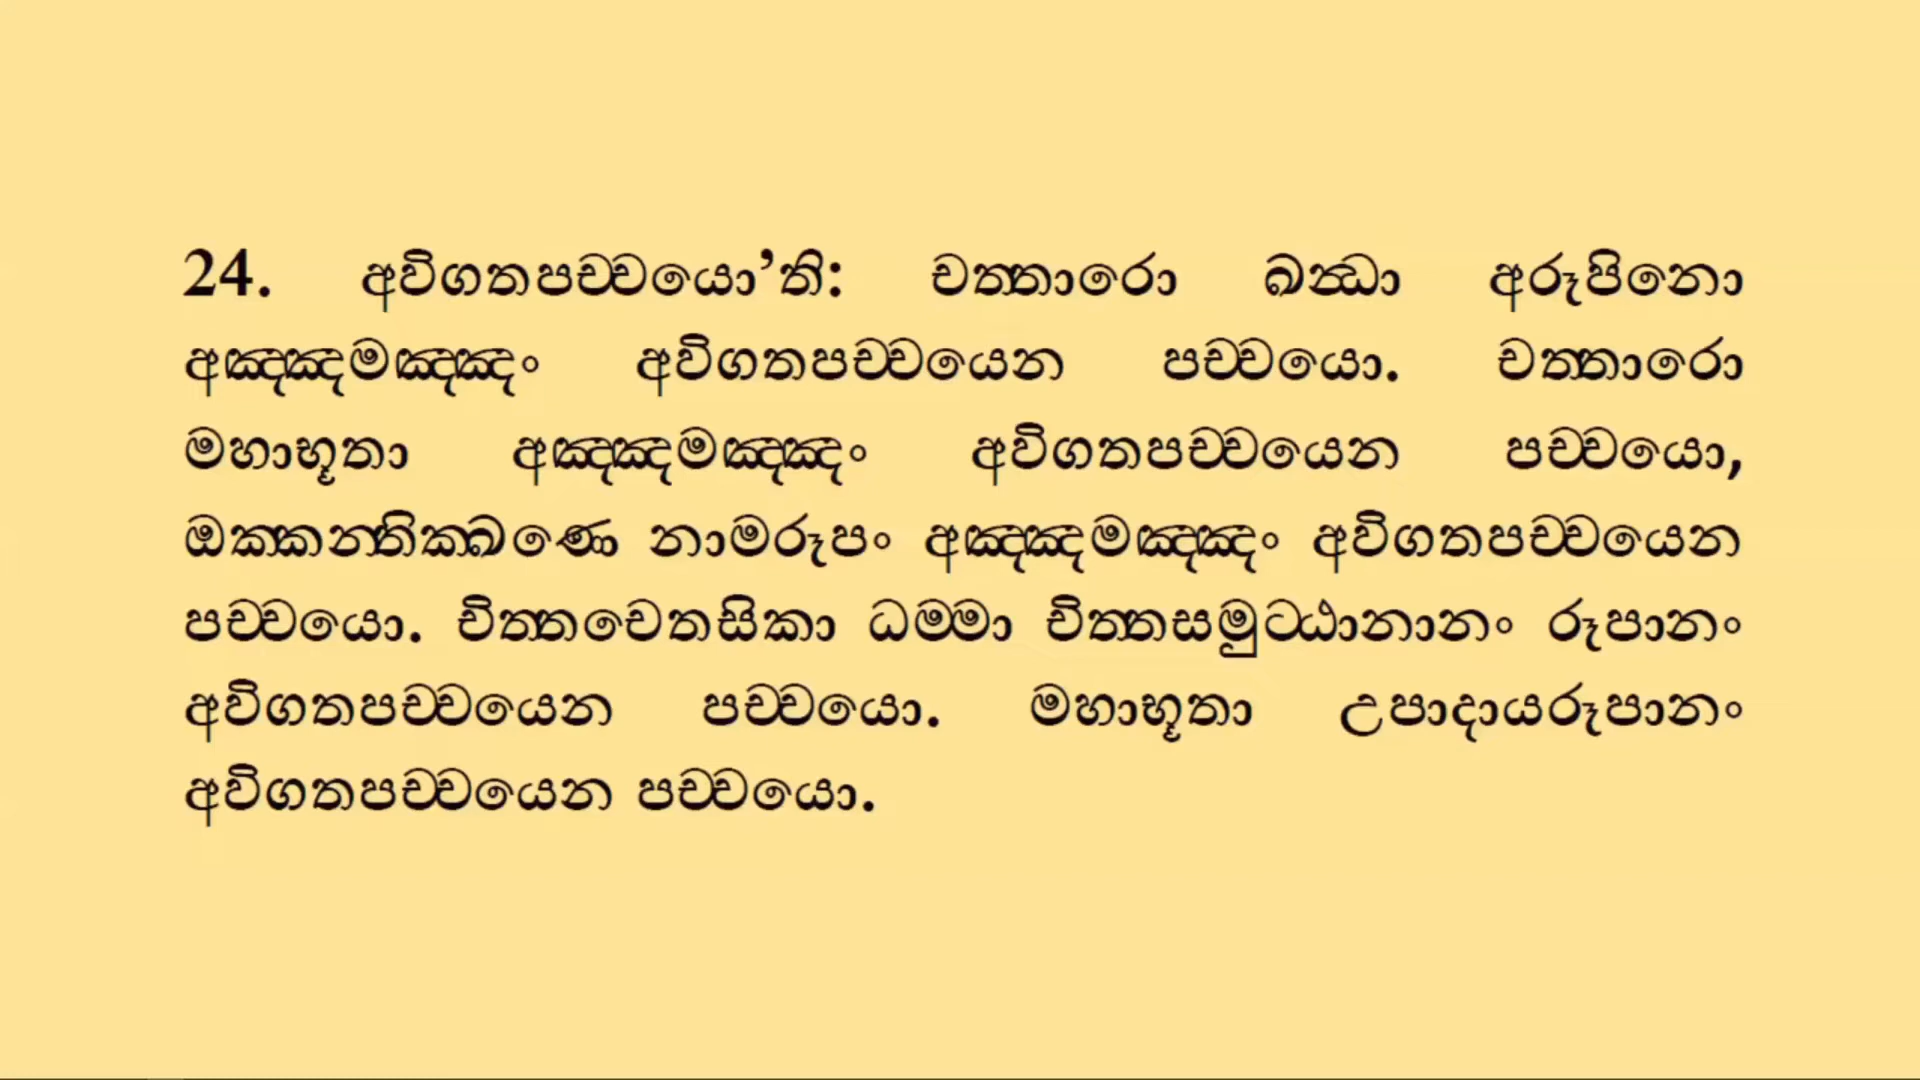 24. අවිගතපච්‍චයො’ති: චත්‍තාරො ඛන්‍ධා අරූපිනො
අඤ්‍ඤමඤ්‍ඤං අවිගතපච්‍චයෙන පච්‍චයො. චත්‍තාරො
මහාභූතා අඤ්‍ඤමඤ්‍ඤං අවිගතපච්‍චයෙන පච්‍චයො,
ඔක්‍කන්‍තික්‍ඛණෙ නාමරූපං අඤ්‍ඤමඤ්‍ඤං අවිගතපච්‍චයෙන
පච්‍චයො. චිත්‍තචෙතසිකා ධම්‍මා චිත්‍තසමුට්‍ඨානානං රූපානං
අවිගතපච්‍චයෙන පච්‍චයො. මහාභූතා උපාදායරූපානං
අවිගතපච්‍චයෙන පච්‍චයො.